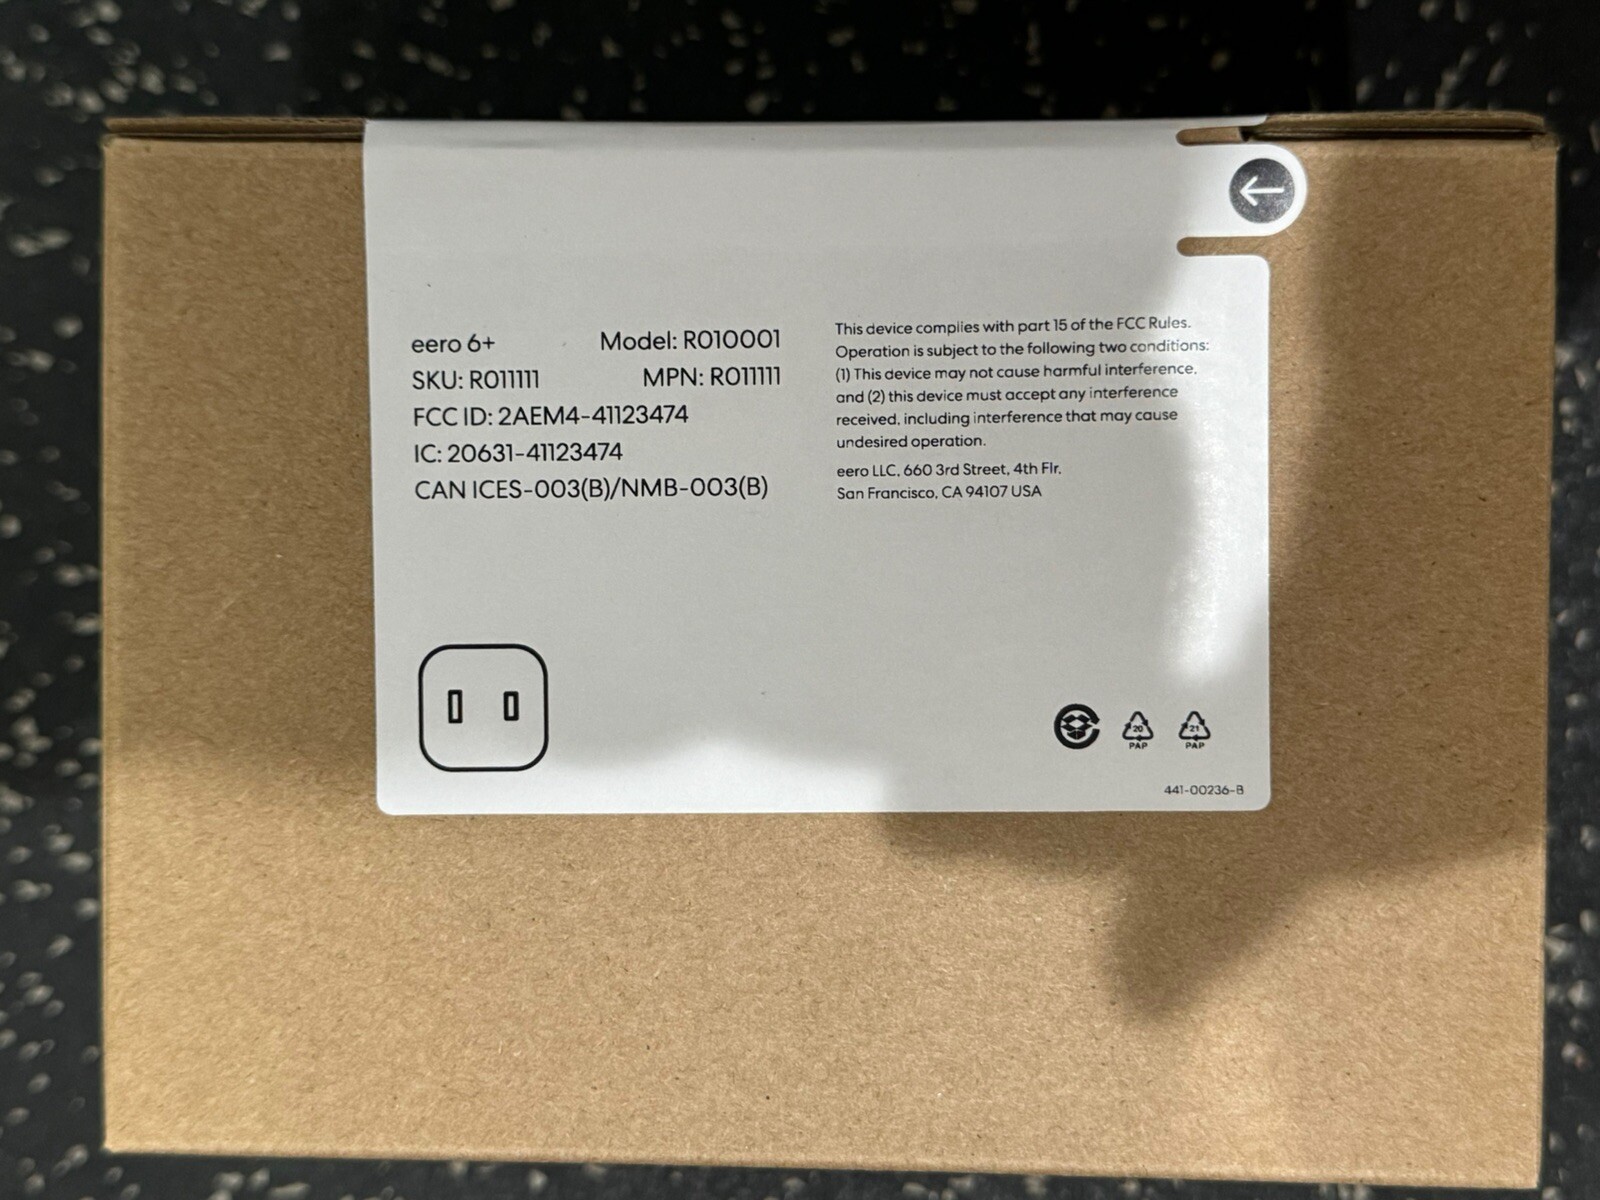 eero 6+ Model: R010001
SKU: R011111 MPN: R011111
FCC ID: 2AEM4-41123474
IC: 20631-41123474
CAN ICES-003(B)/NMB-003(B)
This device complies with part 15 of the FCC Rules.
Operation is subject to the following two conditions:
(1) This device may not cause harmful interference,
and (2) this device must accept any interference
received, including interference that may cause
undesired operation.
eero LLC, 660 3rd Street, 4th Flr,
San Francisco, CA 94107 USA
20 21
PAP PAP
441-00236-B